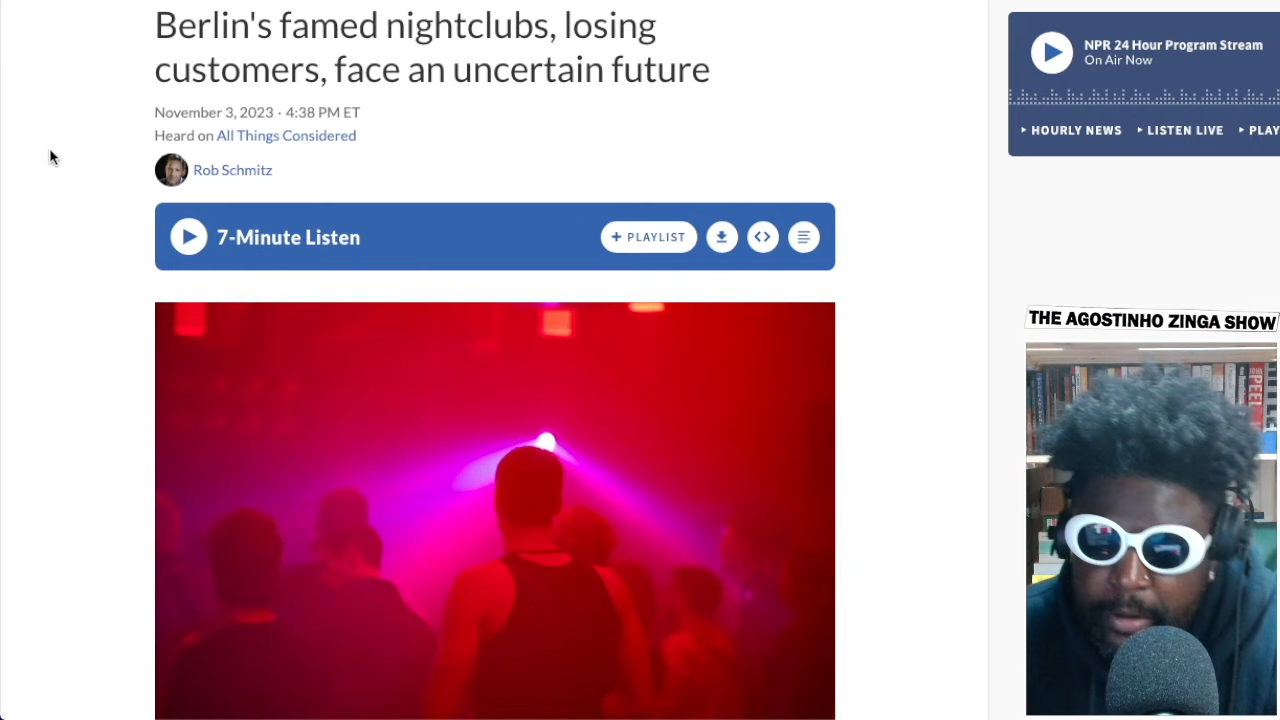 Berlin's famed nightclubs, losing
customers, face an uncertain future
November 3, 2023 · 4:38 PM ET
Heard on All Things Considered
Rob Schmitz
7-Minute Listen
+ PLAYLIST
NPR 24 Hour Program Stream
On Air Now
HOURLY NEWS
LISTEN LIVE
PLAY
THE AGOSTINHO ZINGA SHOW
PEEL